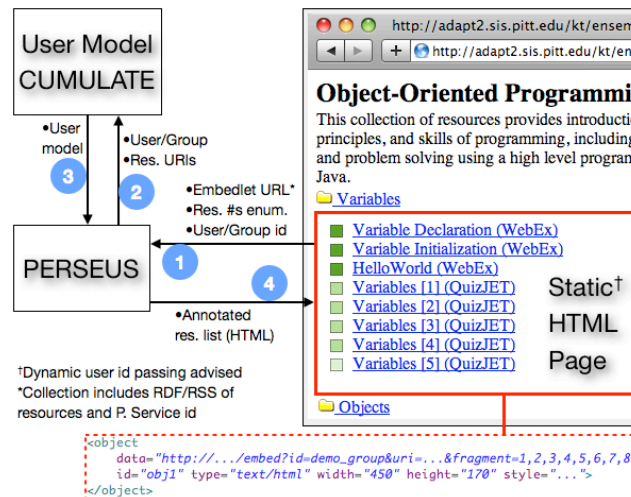 User Model
CUMULATE
•User
model
3
•User/Group
•Res. URIs
2
•Embedlet URL*
•Res. #s enum.
•User/Group id
1
PERSEUS
4
•Annotated
res. list (HTML)
†Dynamic user id passing advised
*Collection includes RDF/RSS of
resources and P. Service id
http://adapt2.sis.pitt.edu/kt/ensem
http://adapt2.sis.pitt.edu/kt/en
Object-Oriented Programmi
This collection of resources provides introducti
principles, and skills of programming, including
and problem solving using a high level program
Java.
Variables
Variable Declaration (WebEx)
Variable Initialization (WebEx)
HelloWorld (WebEx)
Variables [1] (QuizJET)
Variables [2] (QuizJET)
Variables [3] (QuizJET)
Variables [4] (QuizJET)
Variables [5] (QuizJET)
Static†
HTML
Page
Objects
<object
data="http://.../embed?id=demo_group&uri=...&fragment=1,2,3,4,5,6,7,8
id="obj1" type="text/html" width="450" height="170" style="...">
</object>